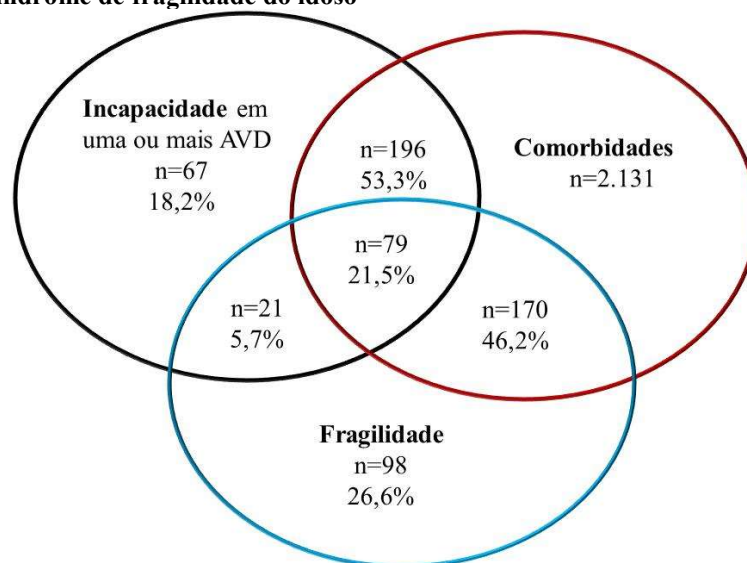 Incapacidade em
uma ou mais AVD
n=67
18,2%
n=196
53,3%
Comorbidades
n=2.131
n=79
21,5%
n=21
5,7%
n=170
46,2%
Fragilidade
n=98
26,6%